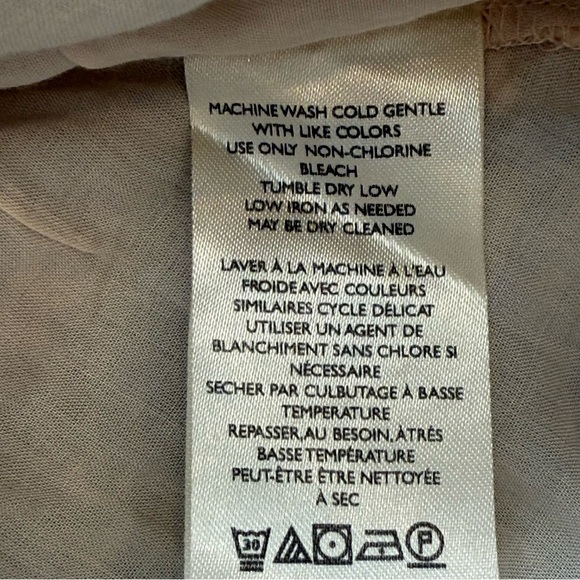 MACHINE WASH COLD GENTLE
WITH LIKE COLORS
USE ONLY NON-CHLORINE
BLEACH
TUMBLE DRY LOW
LOW IRON AS NEEDED
MAY BE DRY CLEANED
LAVER À LA MACHINE À L'EAU
FROIDE AVEC COULEURS
SIMILAIRES CYCLE DÉLICAT
UTILISER UN AGENT DE
BLANCHIMENT SANS CHLORE SI
NÉCESSAIRE
SECHER PAR CULBUTAGE À BASSE
TEMPERATURE
REPASSER, AU BESOIN, À TRÈS
BASSE TEMPÉRATURE
PEUT-ÊTRE ÊTRE NETTOYÉE
À SEC
30 P